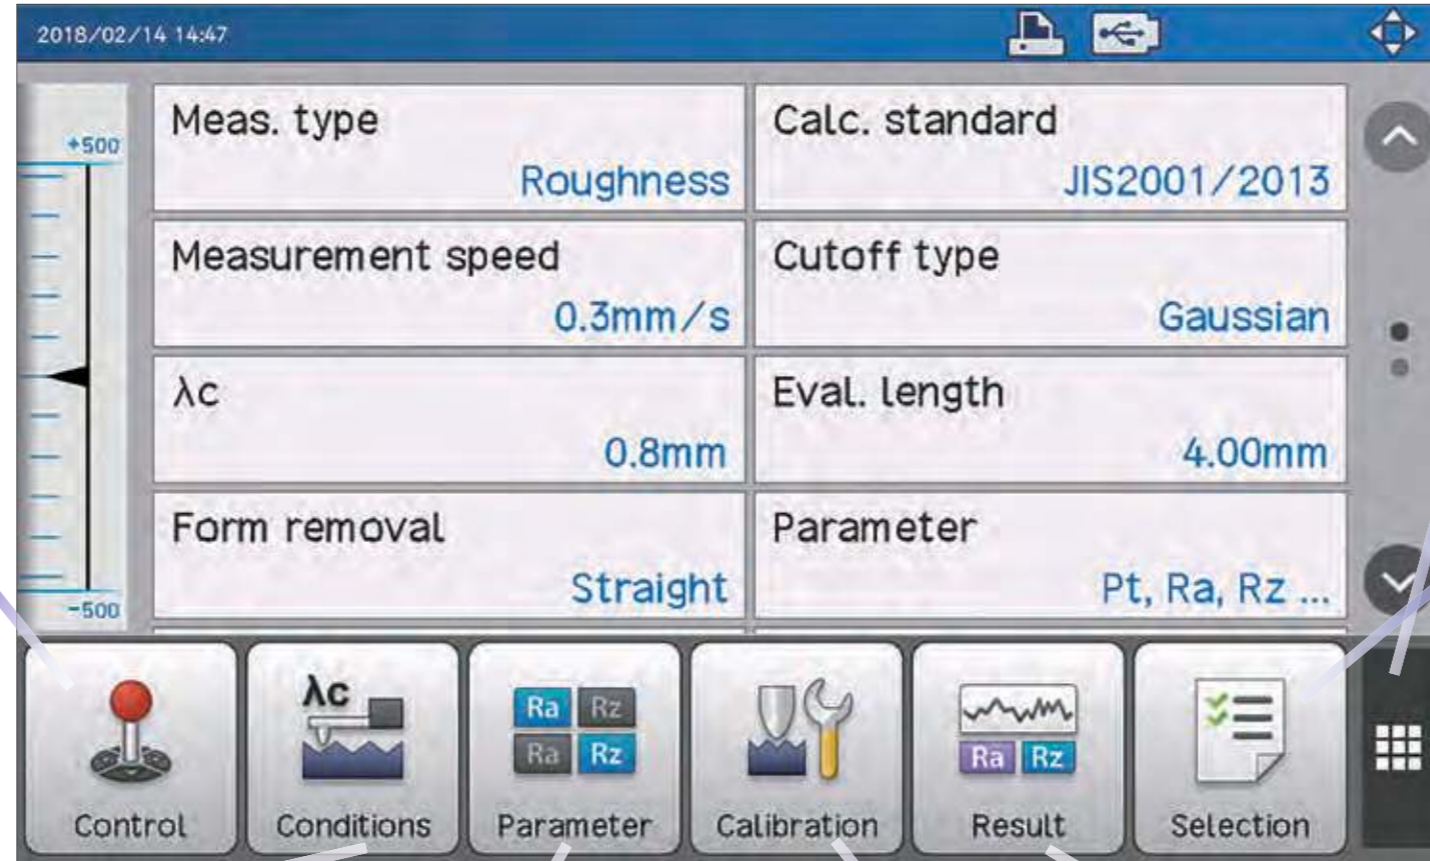 2018/02/14 14:47
+500
-500
Meas. type
Roughness
Calc. standard
JIS2001/2013
Measurement speed
0.3mm/s
Cutoff type
Gaussian
λc
0.8mm
Eval. length
4.00mm
Form removal
Straight
Parameter
Pt, Ra, Rz ...
λc
Ra Rz
Ra Rz
Ra Rz
Control
Conditions
Parameter
Calibration
Result
Selection